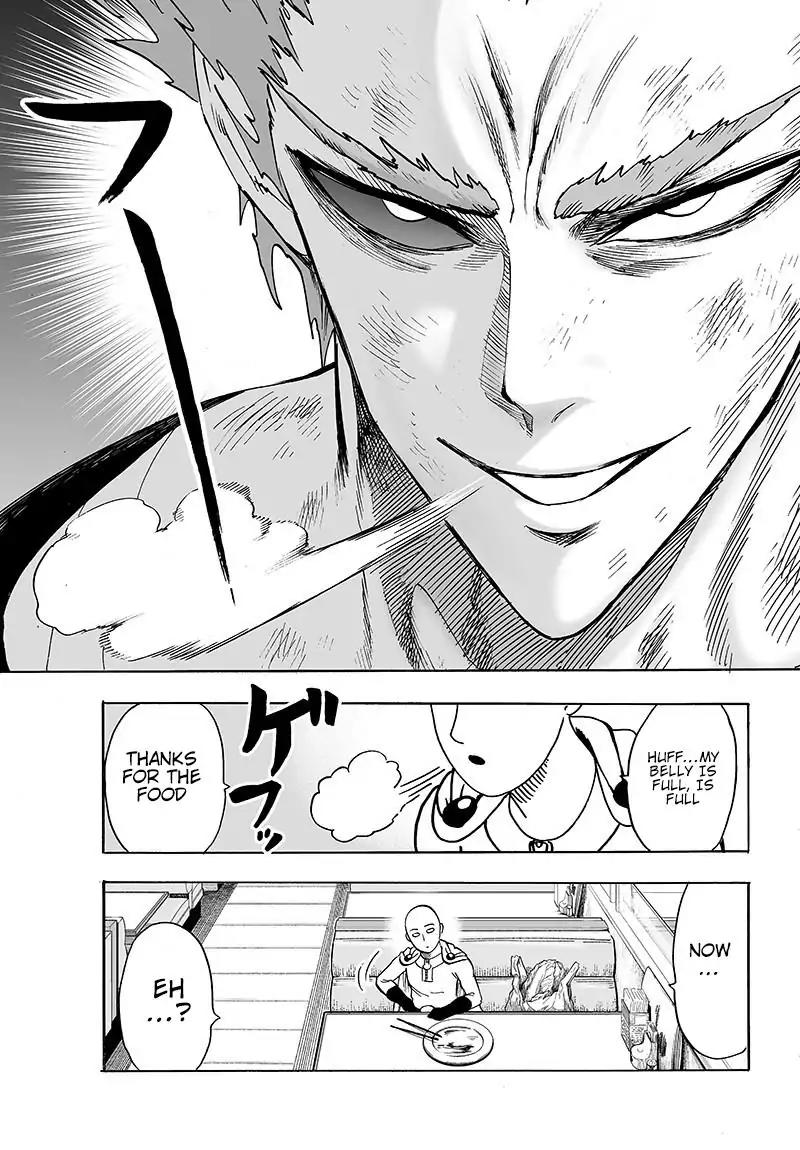 フー
HUFF...MY
BELLY IS
FULL, IS
FULL
ゲフッ
THANKS
FOR THE
FOOD
NOW
...
EH
...?